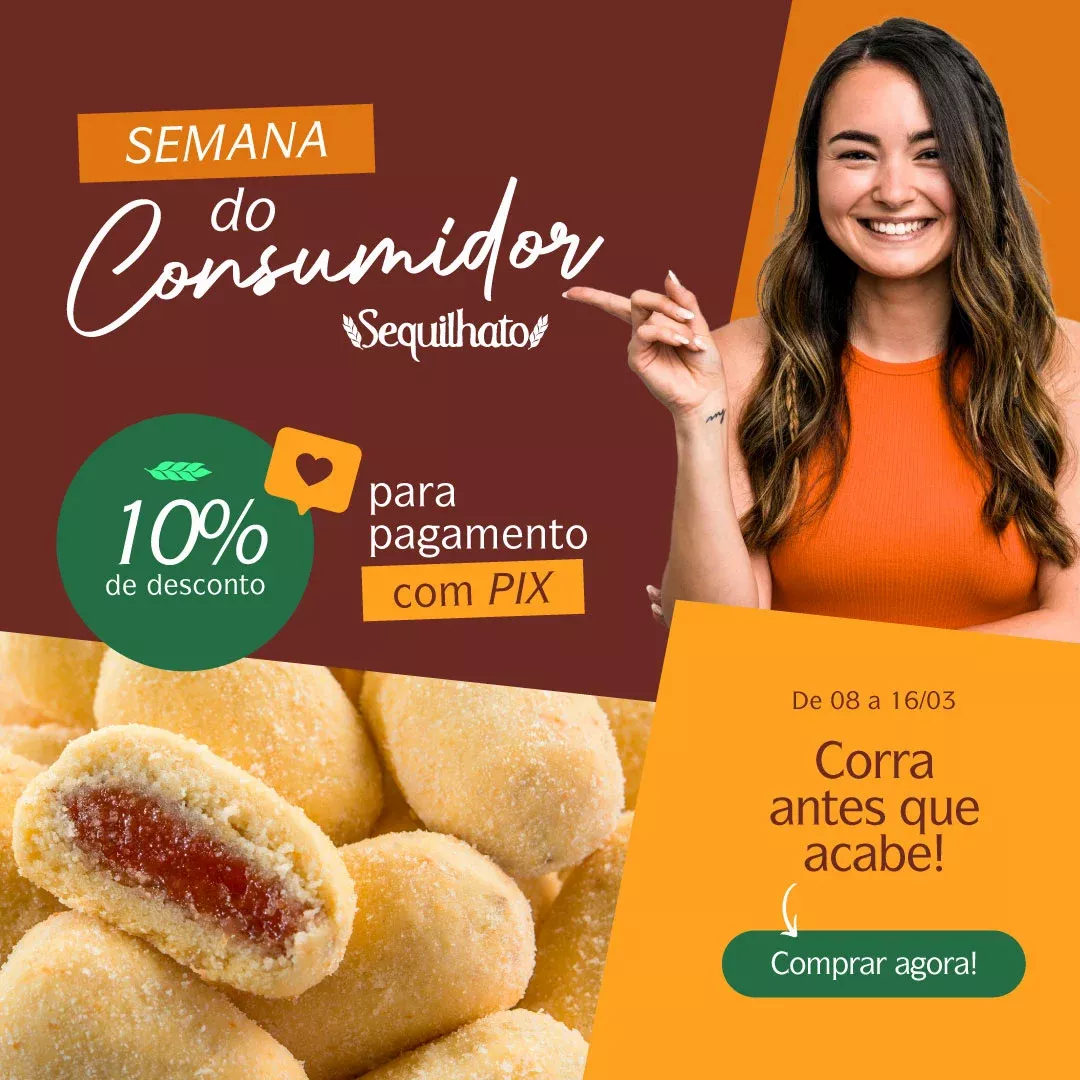 SEMANA
do
Consumidor
Sequilhato
10%
de desconto
para
pagamento
com PIX
De 08 a 16/03
Corra
antes que
acabe!
Comprar agora!